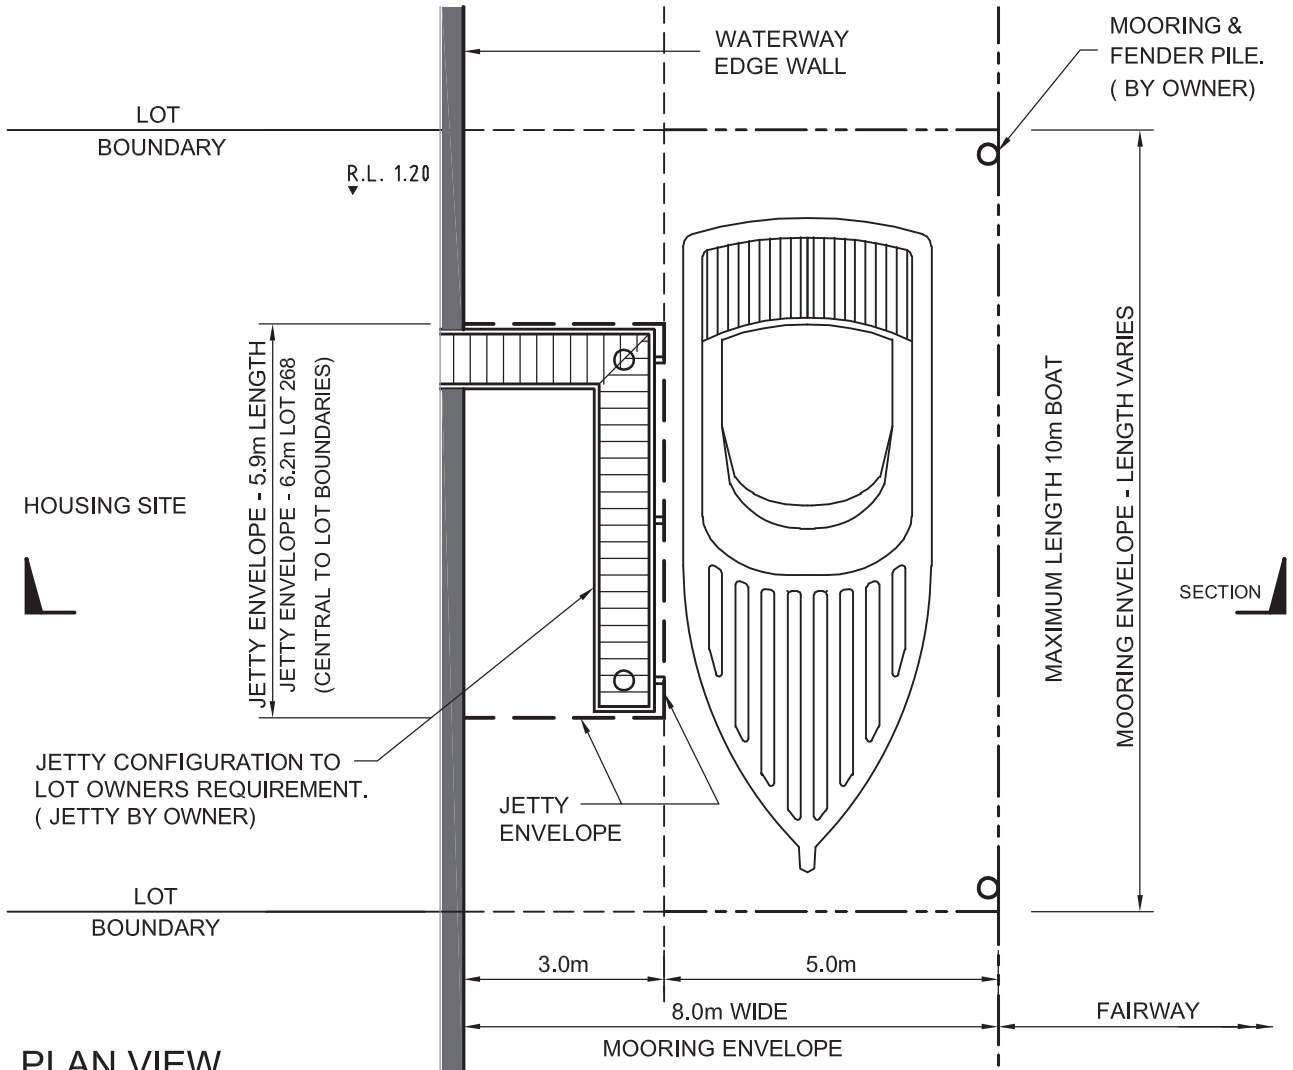 WATERWAY
EDGE WALL
MOORING &
FENDER PILE.
( BY OWNER)
LOT
BOUNDARY
R.L. 1.20
JETTY ENVELOPE - 5.9m LENGTH
JETTY ENVELOPE - 6.2m LOT 268
(CENTRAL TO LOT BOUNDARIES)
HOUSING SITE
MAXIMUM LENGTH 10m BOAT
MOORING ENVELOPE - LENGTH VARIES
SECTION
JETTY CONFIGURATION TO
LOT OWNERS REQUIREMENT.
( JETTY BY OWNER)
JETTY
ENVELOPE
LOT
BOUNDARY
3.0m
5.0m
8.0m WIDE
MOORING ENVELOPE
FAIRWAY
PLAN VIEW